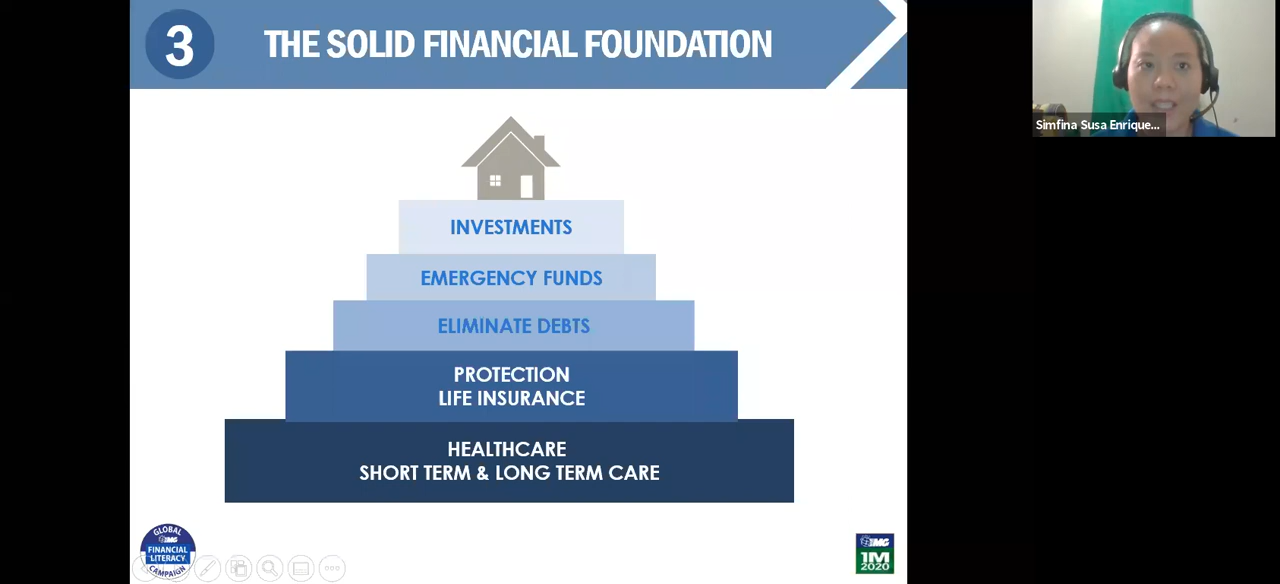 3
THE SOLID FINANCIAL FOUNDATION
Simfina Susa Enrique...
INVESTMENTS
EMERGENCY FUNDS
ELIMINATE DEBTS
PROTECTION
LIFE INSURANCE
HEALTHCARE
SHORT TERM & LONG TERM CARE
GLOBAL
IMG
FINANCIAL
LITERACY
CAMPAIGN
IMG
1M
2020